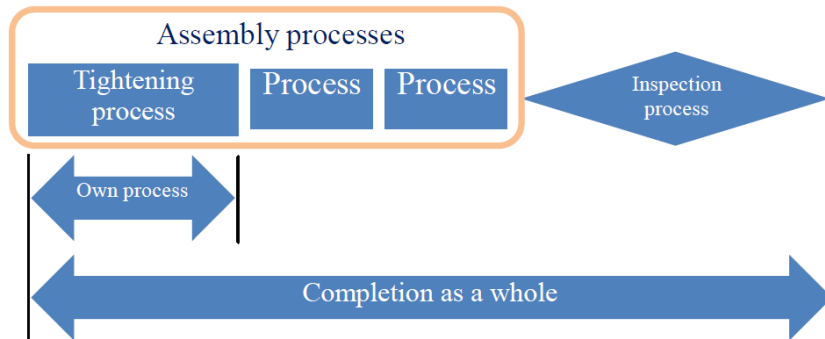 Assembly processes
Tightening
process
Process
Process
Inspection
process
Own process
Completion as a whole